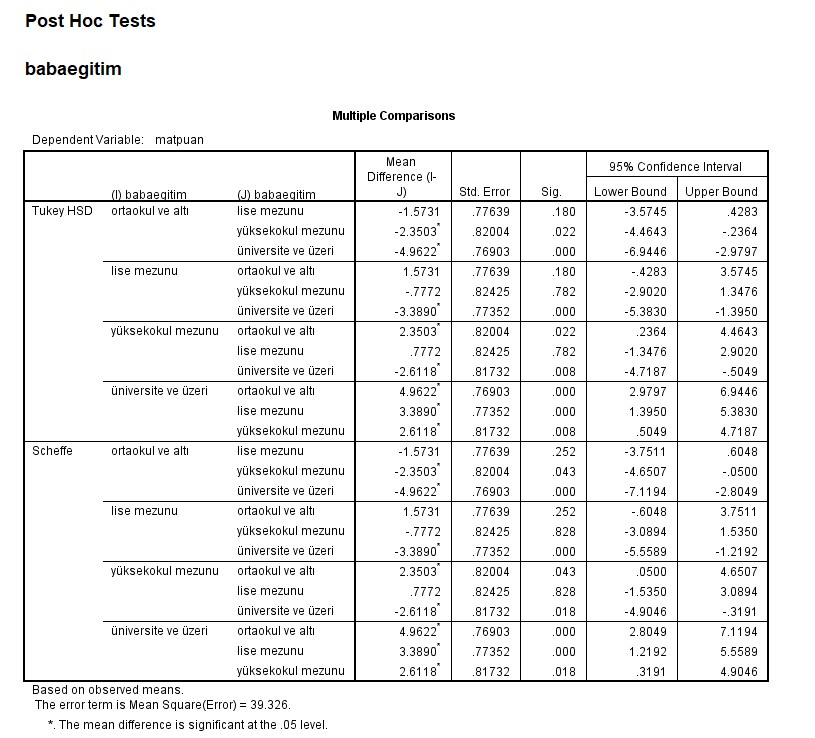 Post Hoc Tests
babaegitim
Multiple Comparisons
Dependent Variable: matpuan
(I) babaegitim (J) babaegitim Mean Difference (I-J) Std. Error Sig. 95% Confidence Interval
Lower Bound Upper Bound
Tukey HSD ortaokul ve altı lise mezunu -1.5731 .77639 .180 -3.5745 .4283
yüksekokul mezunu -2.3503* .82004 .022 -4.4643 -.2364
üniversite ve üzeri -4.9622* .76903 .000 -6.9446 -2.9797
lise mezunu ortaokul ve altı 1.5731 .77639 .180 -.4283 3.5745
yüksekokul mezunu -.7772 .82425 .782 -2.9020 1.3476
üniversite ve üzeri -3.3890* .77352 .000 -5.3830 -1.3950
yüksekokul mezunu ortaokul ve altı 2.3503* .82004 .022 .2364 4.4643
lise mezunu .7772 .82425 .782 -1.3476 2.9020
üniversite ve üzeri -2.6118* .81732 .008 -4.7187 -.5049
üniversite ve üzeri ortaokul ve altı 4.9622* .76903 .000 2.9797 6.9446
lise mezunu 3.3890* .77352 .000 1.3950 5.3830
yüksekokul mezunu 2.6118* .81732 .008 .5049 4.7187
Scheffe ortaokul ve altı lise mezunu -1.5731 .77639 .252 -3.7511 .6048
yüksekokul mezunu -2.3503* .82004 .043 -4.6507 -.0500
üniversite ve üzeri -4.9622* .76903 .000 -7.1194 -2.8049
lise mezunu ortaokul ve altı 1.5731 .77639 .252 -.6048 3.7511
yüksekokul mezunu -.7772 .82425 .828 -3.0894 1.5350
üniversite ve üzeri -3.3890* .77352 .000 -5.5589 -1.2192
yüksekokul mezunu ortaokul ve altı 2.3503* .82004 .043 .0500 4.6507
lise mezunu .7772 .82425 .828 -1.5350 3.0894
üniversite ve üzeri -2.6118* .81732 .018 -4.9046 -.3191
üniversite ve üzeri ortaokul ve altı 4.9622* .76903 .000 2.8049 7.1194
lise mezunu 3.3890* .77352 .000 1.2192 5.5589
yüksekokul mezunu 2.6118* .81732 .018 .3191 4.9046
Based on observed means.
The error term is Mean Square(Error) = 39.326.
*. The mean difference is significant at the .05 level.